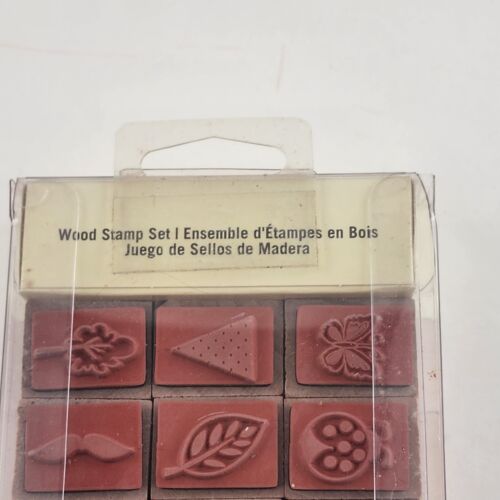 Wood Stamp Set | Ensemble d'Étampes en Bois
Juego de Sellos de Madera